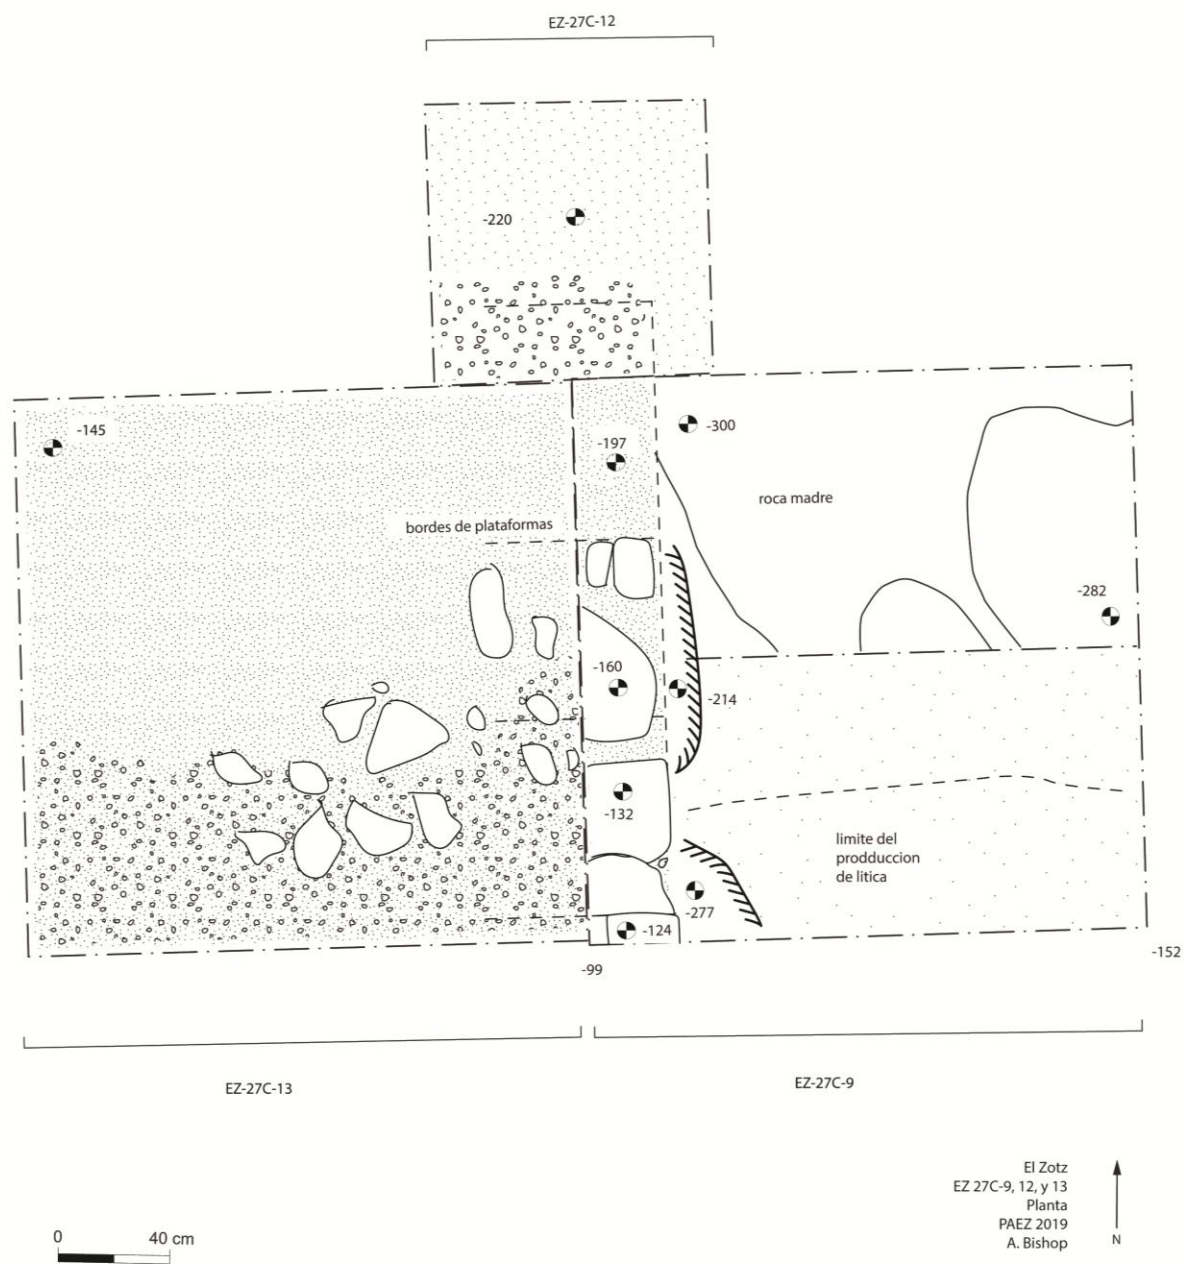 EZ-27C-12
-220
-145
-300
-197
roca madre
bordes de plataformas
-282
-160
-214
-132
limite del
prodduccion
de litica
-277
-124
-152
-99
EZ-27C-13
EZ-27C-9
El Zotz
EZ 27C-9, 12, y 13
Planta
PAEZ 2019
A. Bishop
N
0 40 cm